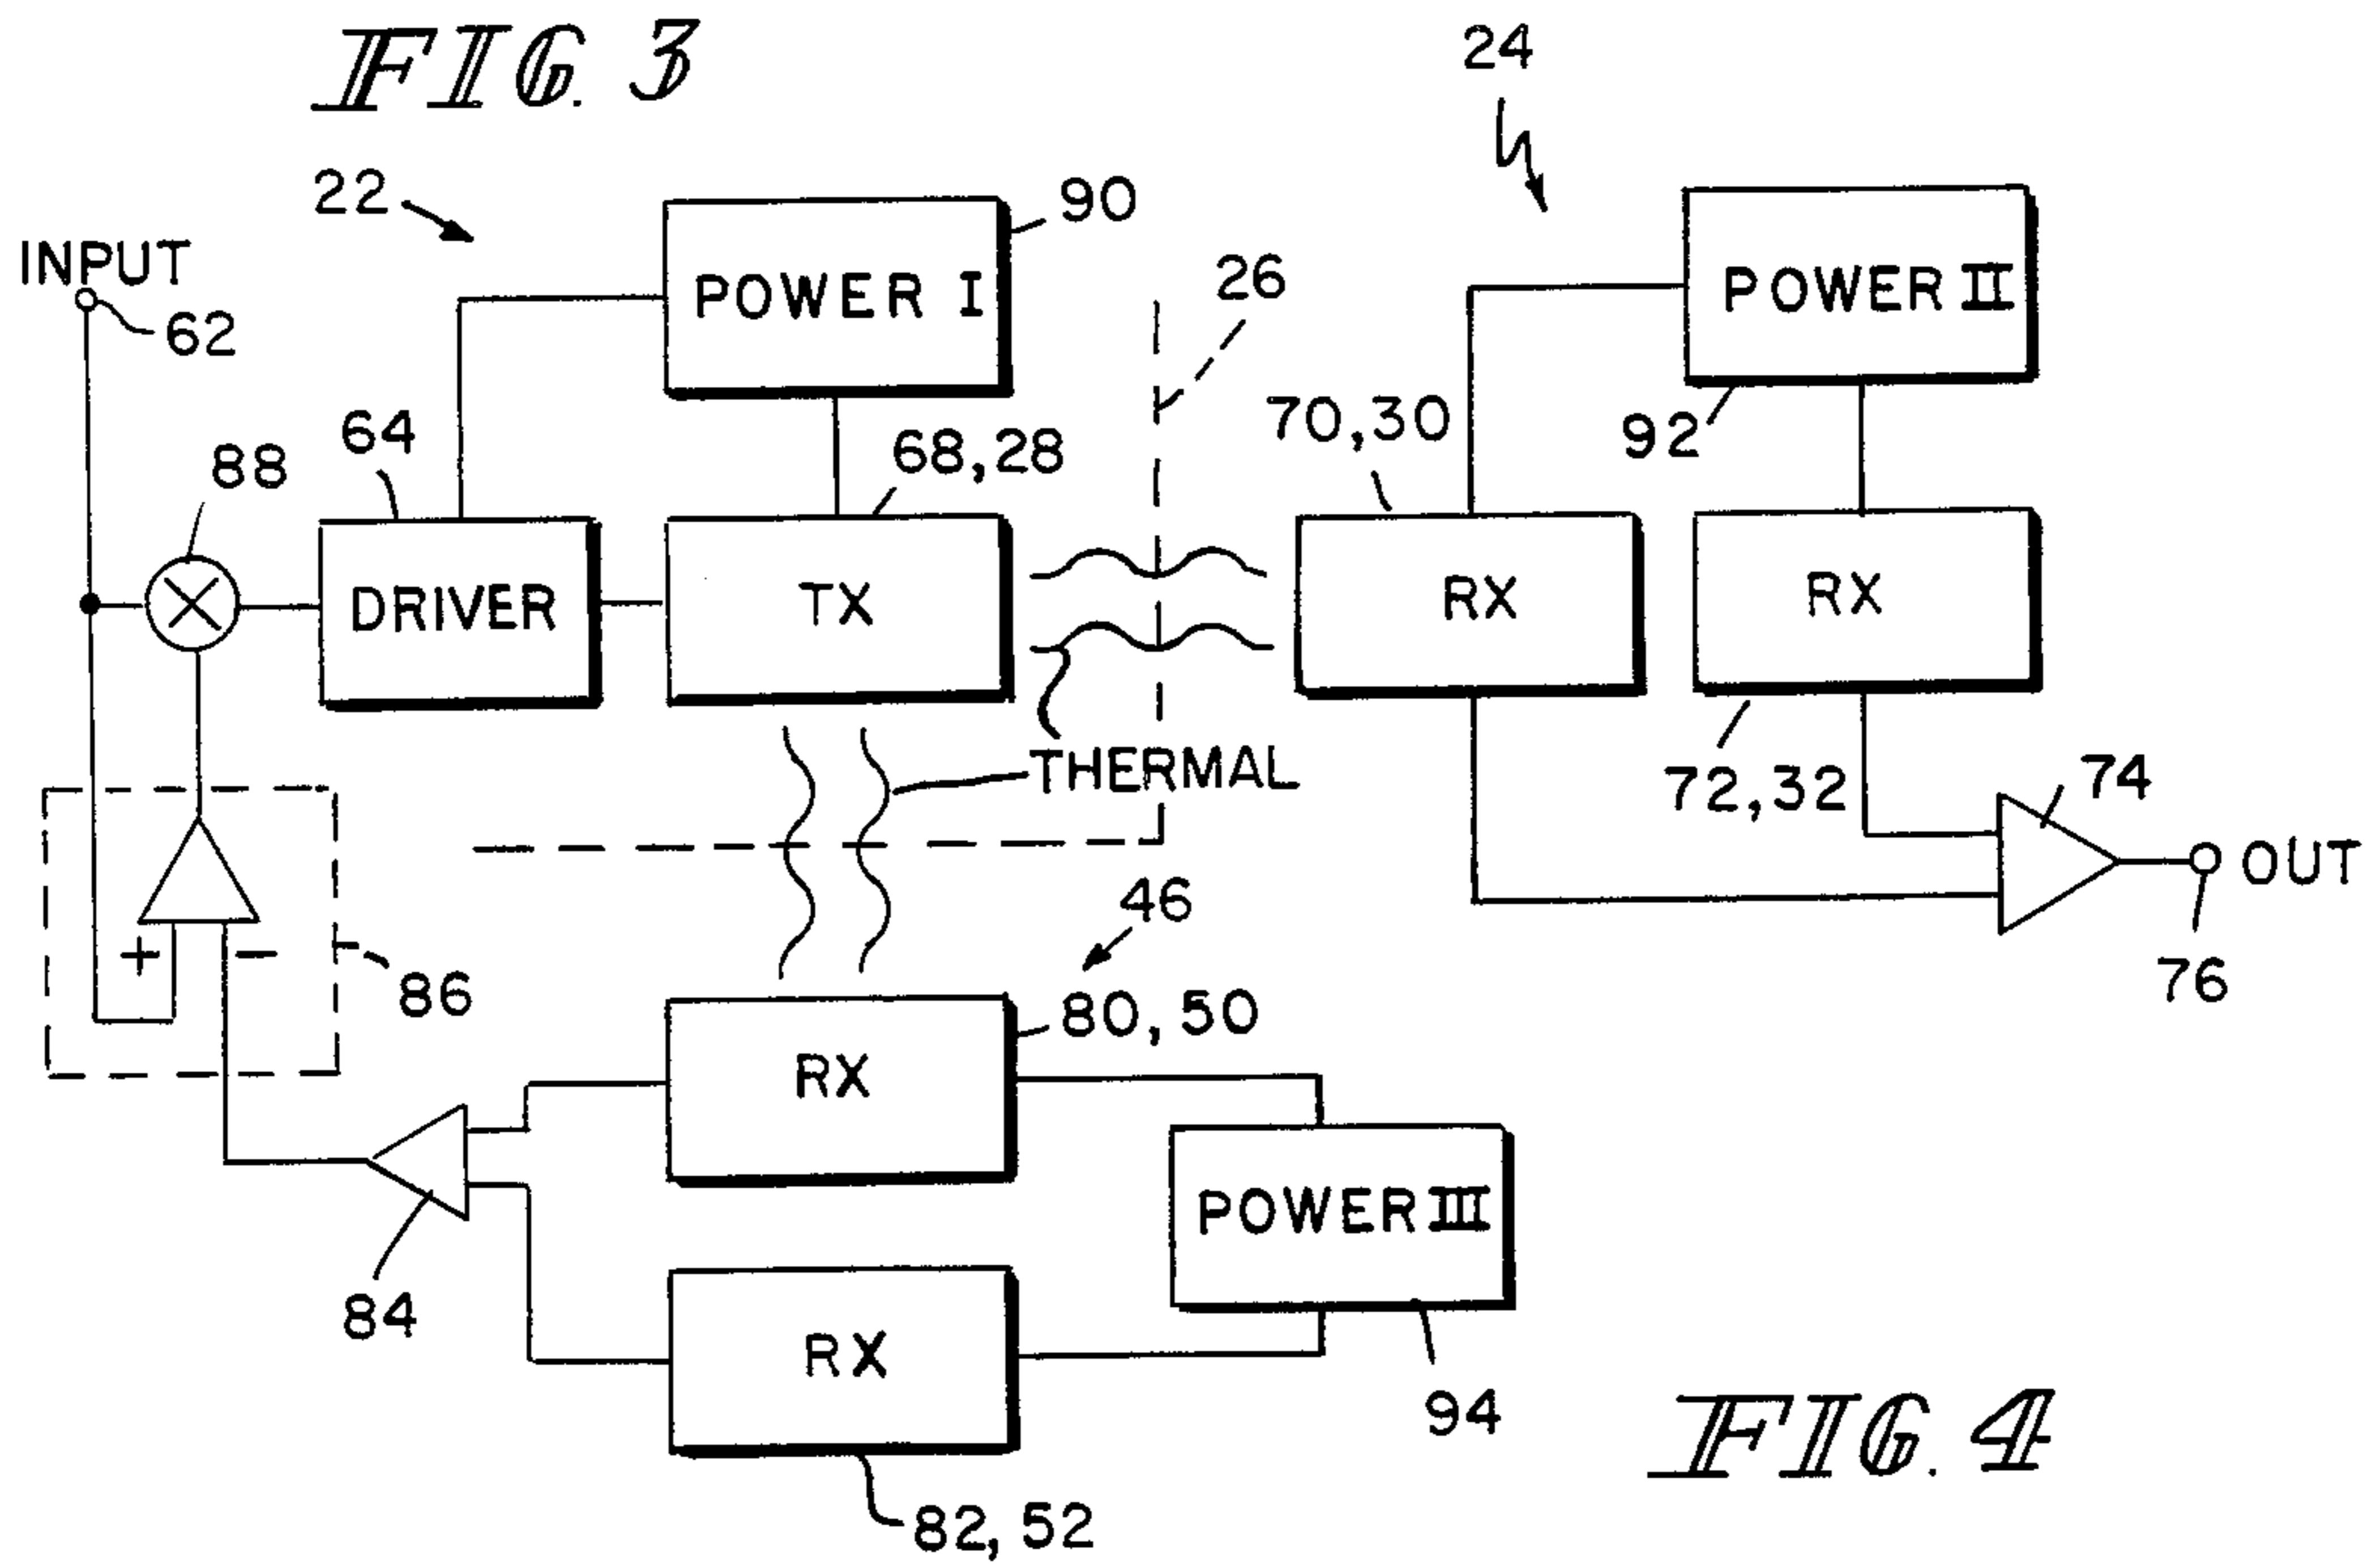 FIG. 3
24
22
90
INPUT
POWER I
26
POWER II
62
64
68,28
70,30
92
88
DRIVER
TX
RX
RX
THERMAL
72,32
74
OUT
46
+
−
86
76
80, 50
RX
POWER III
84
RX
94
FIG. 4
82, 52